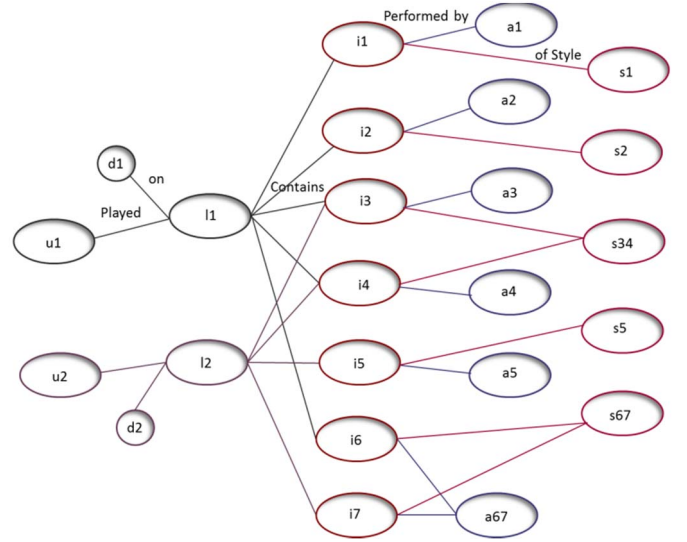 Performed by
a1
i1
of Style
s1
a2
i2
s2
d1
on
Contains
i3
a3
Played
l1
u1
s34
i4
a4
s5
l2
i5
u2
a5
s67
d2
i6
i7
a67